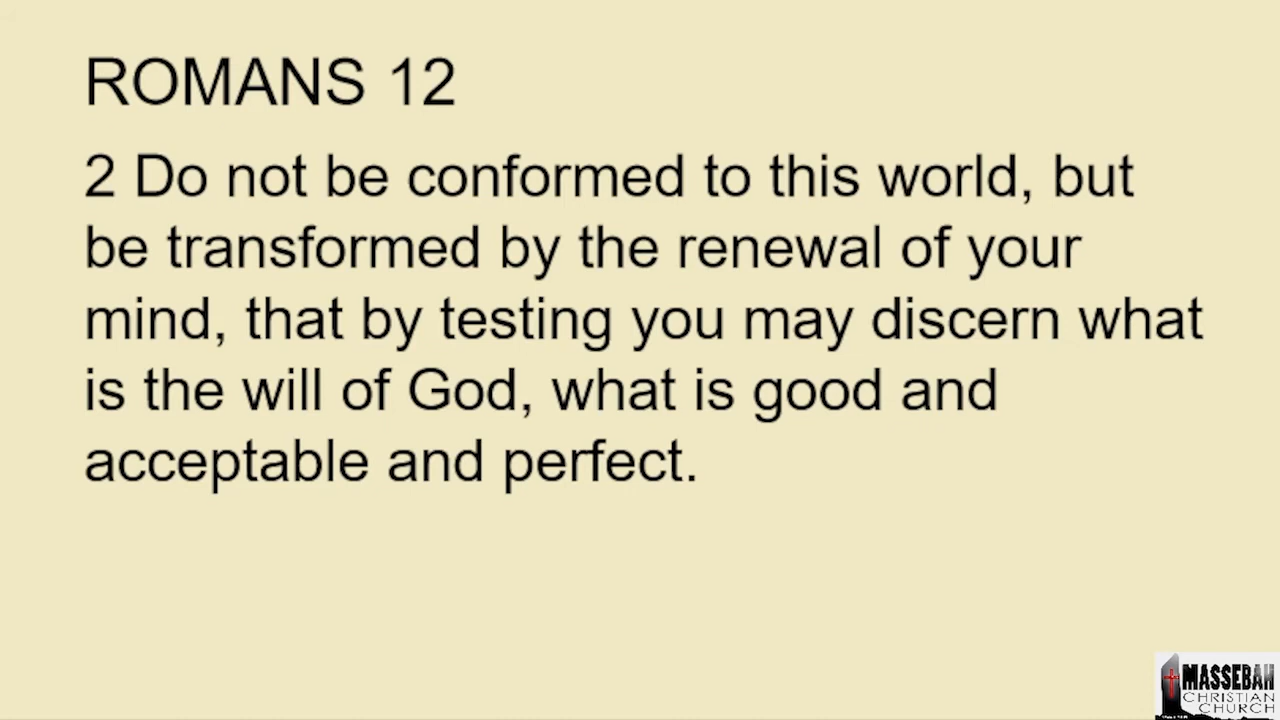 ROMANS 12
2 Do not be conformed to this world, but
be transformed by the renewal of your
mind, that by testing you may discern what
is the will of God, what is good and
acceptable and perfect.
MASSEBAH
CHRISTIAN
CHURCH